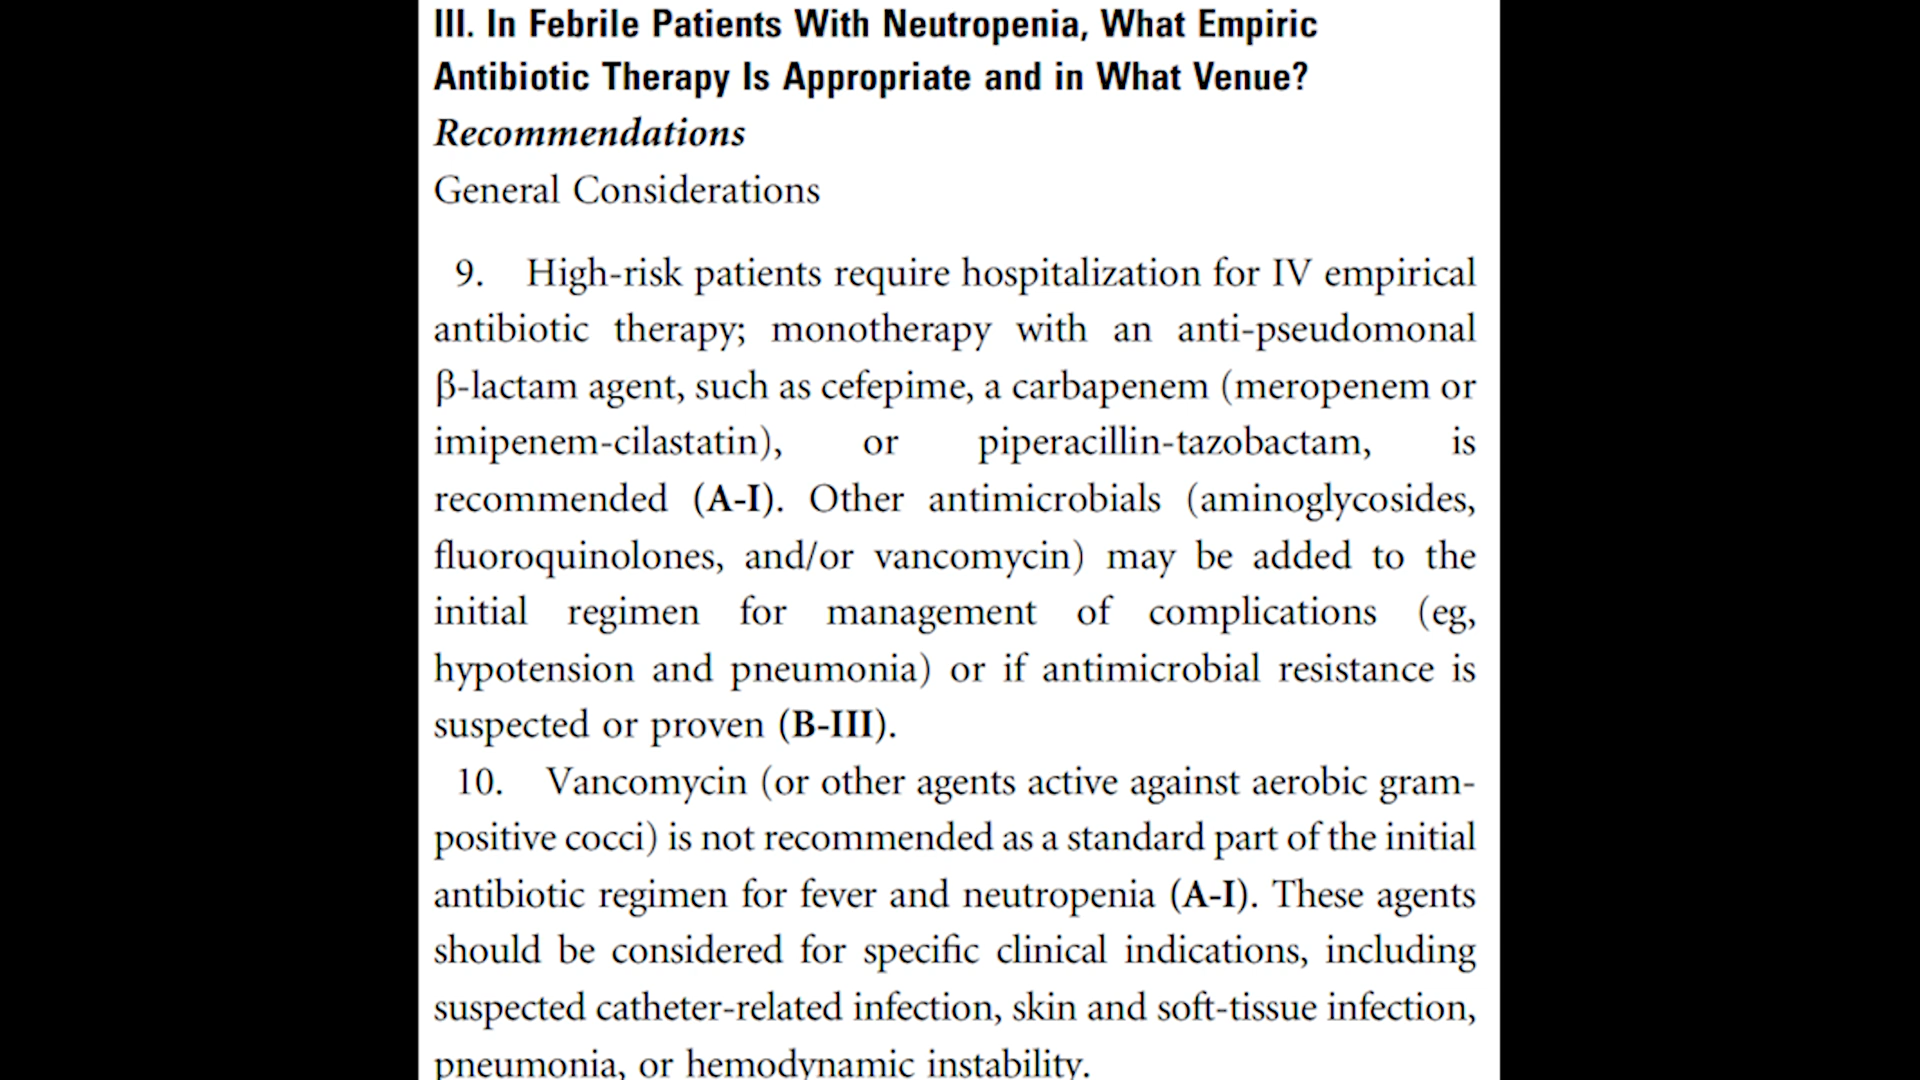 III. In Febrile Patients With Neutropenia, What Empiric
Antibiotic Therapy Is Appropriate and in What Venue?
Recommendations
General Considerations
9. High-risk patients require hospitalization for IV empirical
antibiotic therapy; monotherapy with an anti-pseudomonal
β-lactam agent, such as cefepime, a carbapenem (meropenem or
imipenem-cilastatin), or piperacillin-tazobactam, is
recommended (A-I). Other antimicrobials (aminoglycosides,
fluoroquinolones, and/or vancomycin) may be added to the
initial regimen for management of complications (eg,
hypotension and pneumonia) or if antimicrobial resistance is
suspected or proven (B-III).
10. Vancomycin (or other agents active against aerobic gram-
positive cocci) is not recommended as a standard part of the initial
antibiotic regimen for fever and neutropenia (A-I). These agents
should be considered for specific clinical indications, including
suspected catheter-related infection, skin and soft-tissue infection,
pneumonia, or hemodynamic instability.